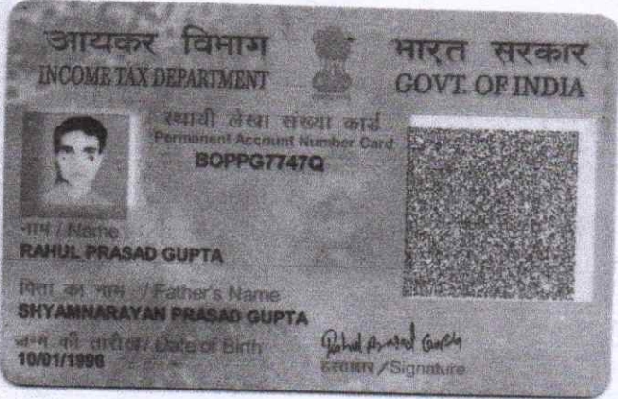 आयकर विभाग
INCOME TAX DEPARTMENT
भारत सरकार
GOVT. OF INDIA
स्थायी लेखा संख्या कार्ड
Permanent Account Number Card
BOPPG7747Q
नाम / Name
RAHUL PRASAD GUPTA
पिता का नाम / Father's Name
SHYAMNARAYAN PRASAD GUPTA
जन्म की तारीख / Date of Birth
10/01/1996
Rahul Prasad Gupta
हस्ताक्षर / Signature